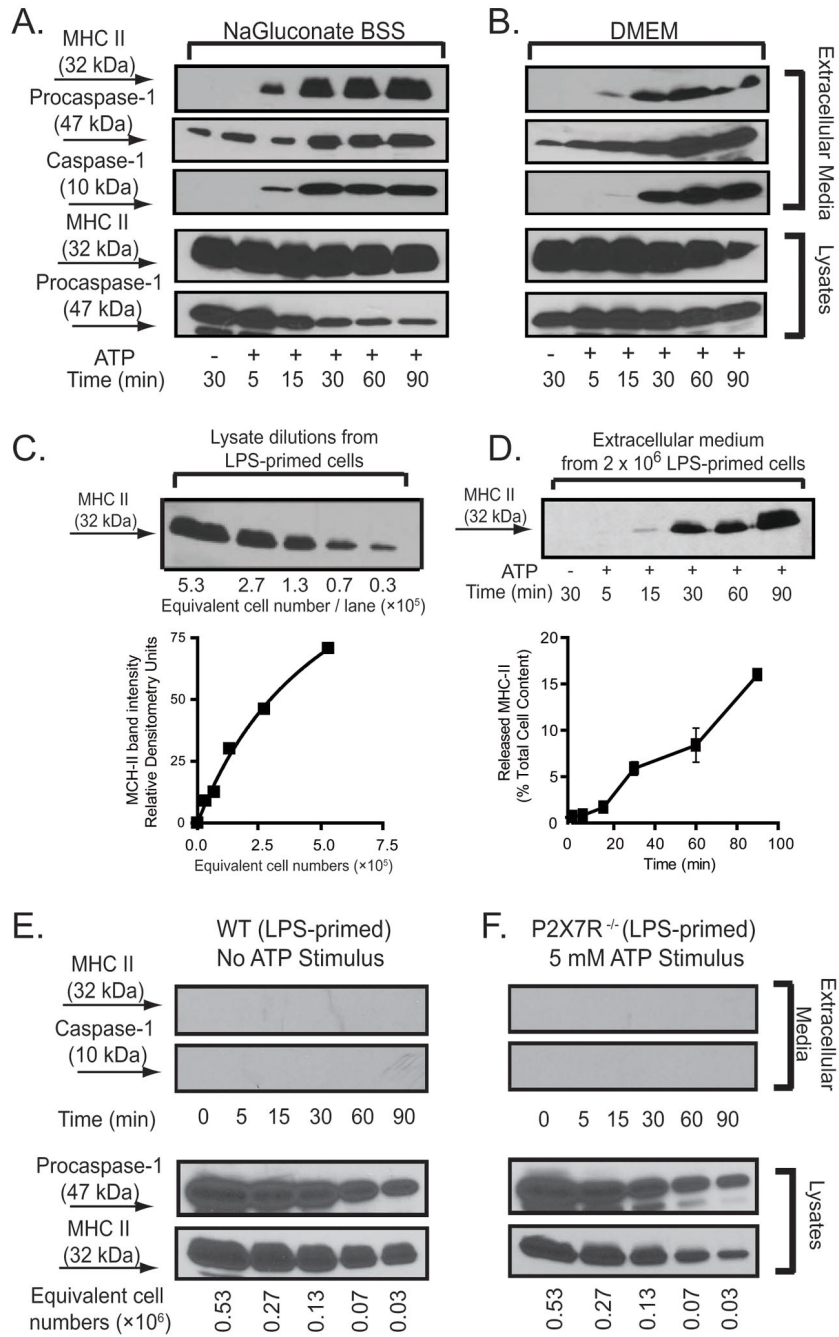 A.
NaGluconate BSS
MHC II
(32 kDa)
Procaspase-1
(47 kDa)
Caspase-1
(10 kDa)
MHC II
(32 kDa)
Procaspase-1
(47 kDa)
ATP - + + + + +
Time (min) 30 5 15 30 60 90
B.
DMEM
Extracellular Media
Lysates
- + + + + +
30 5 15 30 60 90
C.
Lysate dilutions from
LPS-primed cells
MHC II
(32 kDa)
5.3 2.7 1.3 0.7 0.3
Equivalent cell number / lane (×10⁵)
MCH-II band intensity
Relative Densitometry Units
75
50
25
0
0.0 2.5 5.0 7.5
Equivalent cell numbers (×10⁵)
D.
Extracellular medium
from 2 x 10⁶ LPS-primed cells
MHC II
(32 kDa)
ATP - + + + + +
Time (min) 30 5 15 30 60 90
Released MHC-II
(% Total Cell Content)
20
15
10
5
0
0 20 40 60 80 100
Time (min)
E.
WT (LPS-primed)
No ATP Stimulus
MHC II
(32 kDa)
Caspase-1
(10 kDa)
Time (min) 0 5 15 30 60 90
Procaspase-1
(47 kDa)
MHC II
(32 kDa)
Equivalent cell
numbers (×10⁶)
0.53 0.27 0.13 0.07 0.03
F.
P2X7R⁻/⁻ (LPS-primed)
5 mM ATP Stimulus
Extracellular
Media
0 5 15 30 60 90
Lysates
0.53 0.27 0.13 0.07 0.03